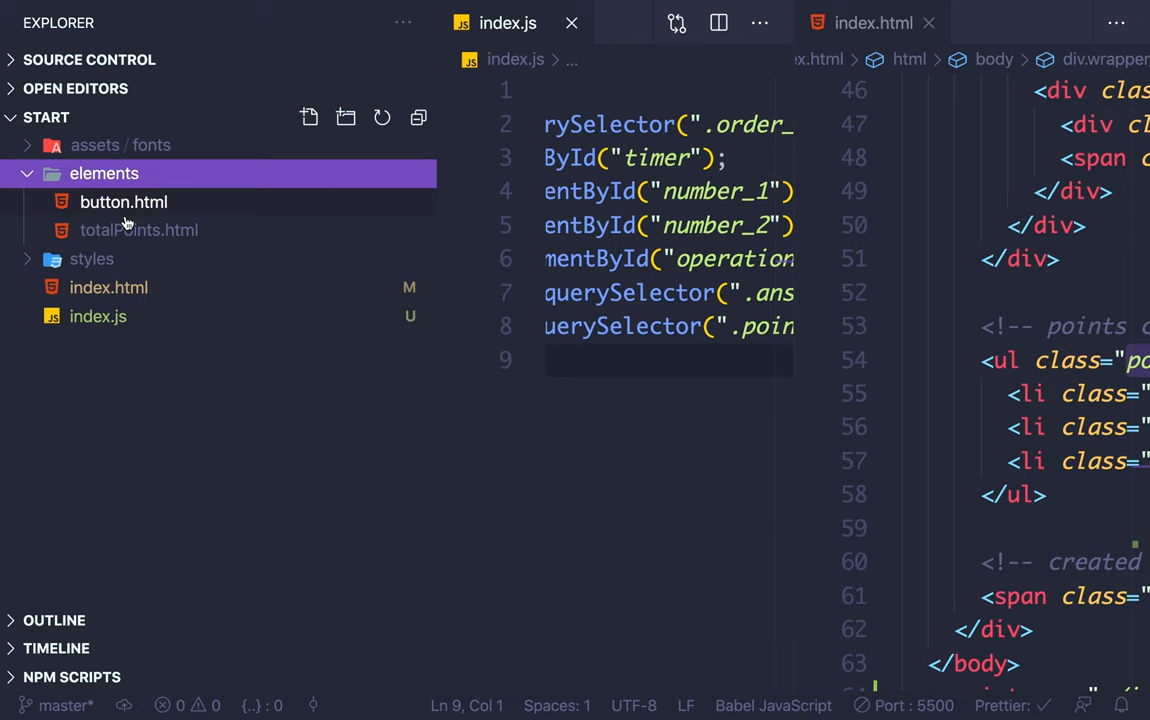 EXPLORER
SOURCE CONTROL
OPEN EDITORS
START
assets / fonts
elements
button.html
totalPoints.html
styles
index.html M
index.js U
OUTLINE
TIMELINE
NPM SCRIPTS
JS index.js
JS index.js > ...
1
2 rySelector(".order_
3 ById("timer");
4 entById("number_1")
5 entById("number_2")
6 mentById("operation
7 querySelector(".ans
8 uerySelector(".poin
9
index.html
x.html > html > body > div.wrapper
46 <div clas
47 <div cl
48 <span c
49 </div>
50 </div>
51 </div>
52
53 <!-- points c
54 <ul class="po
55 <li class="
56 <li class="
57 <li class="
58 </ul>
59
60 <!-- created
61 <span class="
62 </div>
63 </body>
master* 0 0 {..} : 0 Ln 9, Col 1 Spaces: 1 UTF-8 LF Babel JavaScript Port : 5500 Prettier: ✓